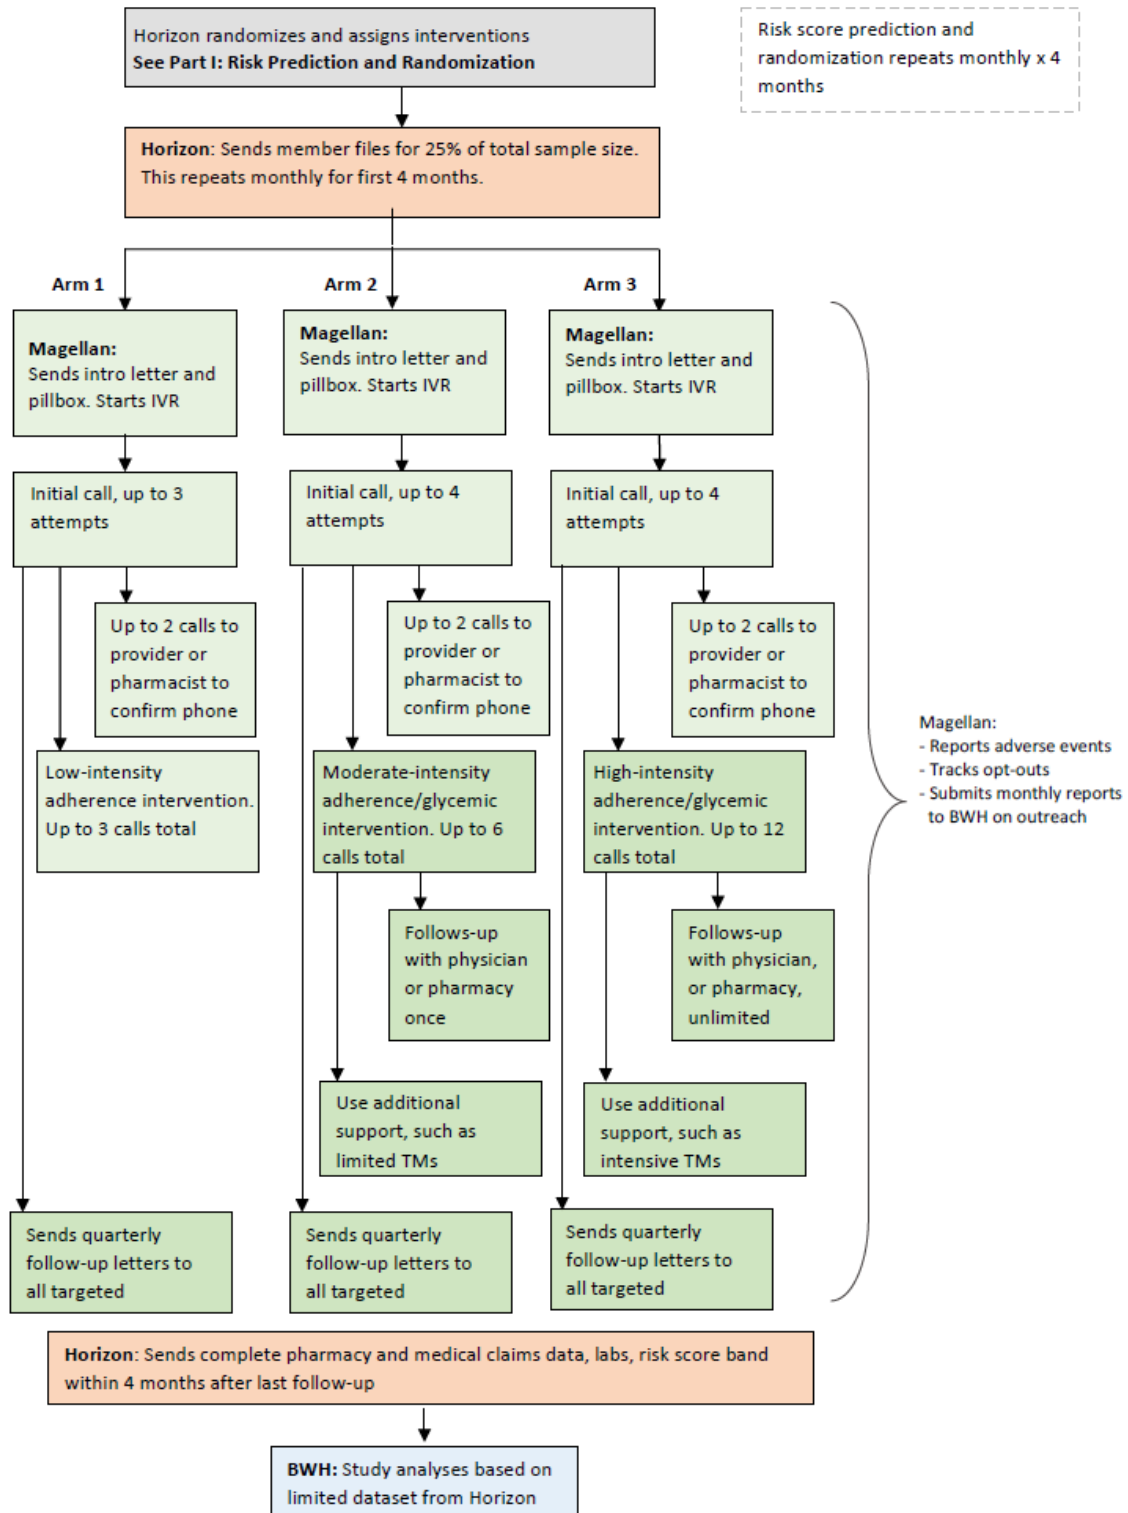 Horizon randomizes and assigns interventions
See Part I: Risk Prediction and Randomization
Risk score prediction and
randomization repeats monthly x 4
months
Horizon: Sends member files for 25% of total sample size.
This repeats monthly for first 4 months.
Arm 1
Arm 2
Arm 3
Magellan:
Sends intro letter and
pillbox. Starts IVR
Magellan:
Sends intro letter and
pillbox. Starts IVR
Magellan:
Sends intro letter and
pillbox. Starts IVR
Initial call, up to 3
attempts
Initial call, up to 4
attempts
Initial call, up to 4
attempts
Up to 2 calls to
provider or
pharmacist to
confirm phone
Up to 2 calls to
provider or
pharmacist to
confirm phone
Up to 2 calls to
provider or
pharmacist to
confirm phone
Low-intensity
adherence intervention.
Up to 3 calls total
Moderate-intensity
adherence/glycemic
intervention. Up to 6
calls total
High-intensity
adherence/glycemic
intervention. Up to 12
calls total
Magellan:
- Reports adverse events
- Tracks opt-outs
- Submits monthly reports
to BWH on outreach
Follows-up
with physician
or pharmacy
once
Follows-up
with physician,
or pharmacy,
unlimited
Use additional
support, such as
limited TMs
Use additional
support, such as
intensive TMs
Sends quarterly
follow-up letters to
all targeted
Sends quarterly
follow-up letters to
all targeted
Sends quarterly
follow-up letters to
all targeted
Horizon: Sends complete pharmacy and medical claims data, labs, risk score band
within 4 months after last follow-up
BWH: Study analyses based on
limited dataset from Horizon